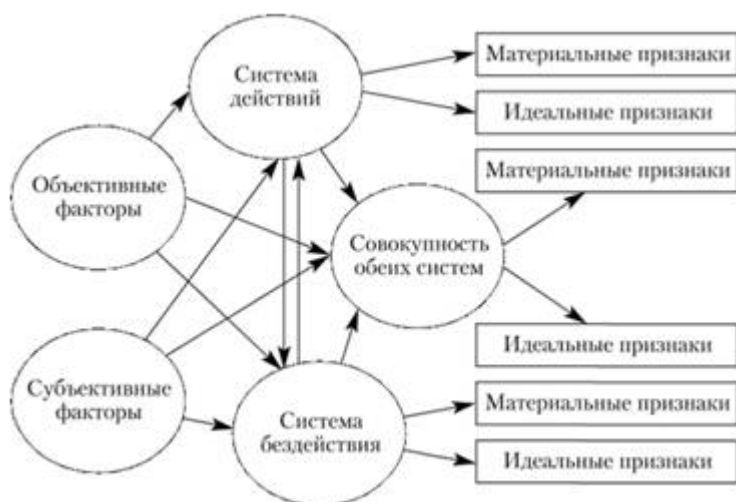 Система
действий
Материальные признаки
Идеальные признаки
Материальные признаки
Объективные
факторы
Совокупность
обеих систем
Идеальные признаки
Субъективные
факторы
Система
бездействия
Материальные признаки
Идеальные признаки